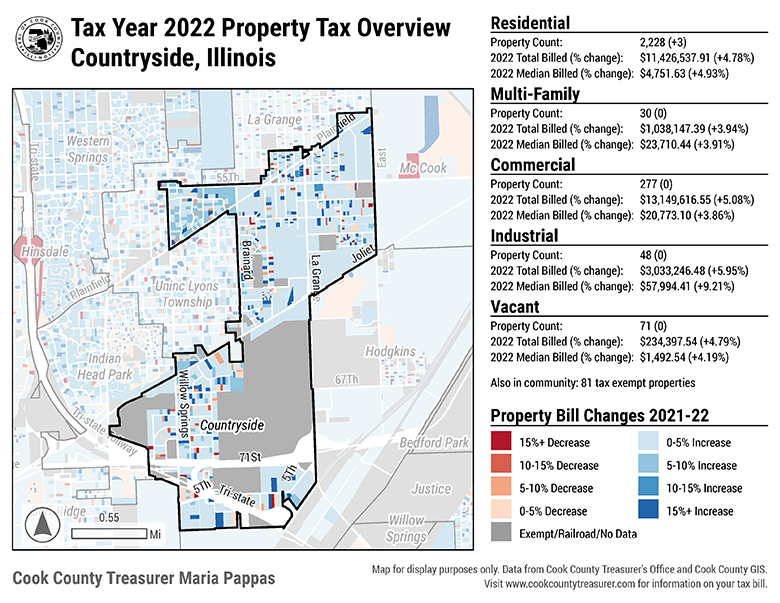 Tax Year 2022 Property Tax Overview
Countryside, Illinois
Residential
Property Count: 2,228 (+3)
2022 Total Billed (% change): $11,426,537.91 (+4.78%)
2022 Median Billed (% change): $4,751.63 (+4.93%)
Multi-Family
Property Count: 30 (0)
2022 Total Billed (% change): $1,038,147.39 (+3.94%)
2022 Median Billed (% change): $23,710.44 (+3.91%)
Commercial
Property Count: 277 (0)
2022 Total Billed (% change): $13,149,616.55 (+5.08%)
2022 Median Billed (% change): $20,773.10 (+3.86%)
Industrial
Property Count: 48 (0)
2022 Total Billed (% change): $3,033,246.48 (+5.95%)
2022 Median Billed (% change): $57,994.41 (+9.21%)
Vacant
Property Count: 71 (0)
2022 Total Billed (% change): $234,397.54 (+4.79%)
2022 Median Billed (% change): $1,492.54 (+4.19%)
Also in community: 81 tax exempt properties
Property Bill Changes 2021-22
15%+ Decrease
10-15% Decrease
5-10% Decrease
0-5% Decrease
0-5% Increase
5-10% Increase
10-15% Increase
15%+ Increase
Exempt/Railroad/No Data
La Grange
Plainfield
Western
Springs
Tri-state
East
55Th
Mc Cook
Hinsdale
Brainard
La Grange
Joliet
Plainfield
Uninc Lyons
Township
Indian
Head Park
Hodgkins
67Th
Willow Springs
Countryside
Tri-state Tollway
71St
Bedford Park
5Th
5Th
Tri-state
Justice
idge
Willow
Springs
0.55
Mi
Cook County Treasurer Maria Pappas
Map for display purposes only. Data from Cook County Treasurer's Office and Cook County GIS.
Visit www.cookcountytreasurer.com for information on your tax bill.